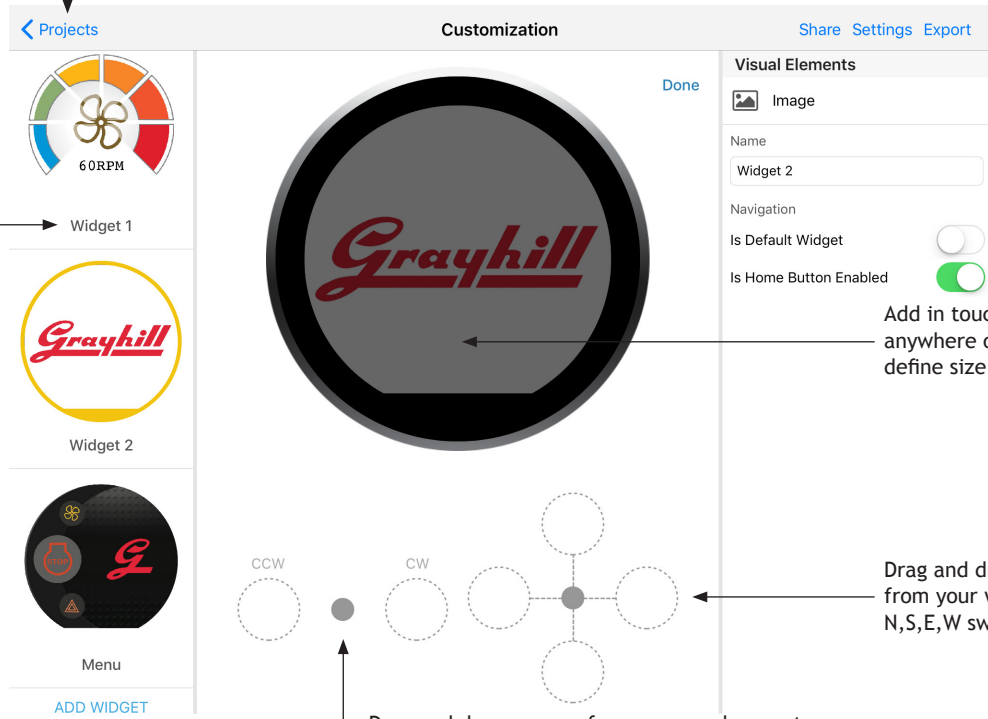 Projects
Customization
Share Settings Export
60RPM
Widget 1
Grayhill
Widget 2
STOP
G
Menu
ADD WIDGET
Done
Grayhill
CCW
CW
Visual Elements
Image
Name
Widget 2
Navigation
Is Default Widget
Is Home Button Enabled
Add in
anywhere
define size
Drag and
from your
N,S,E,W